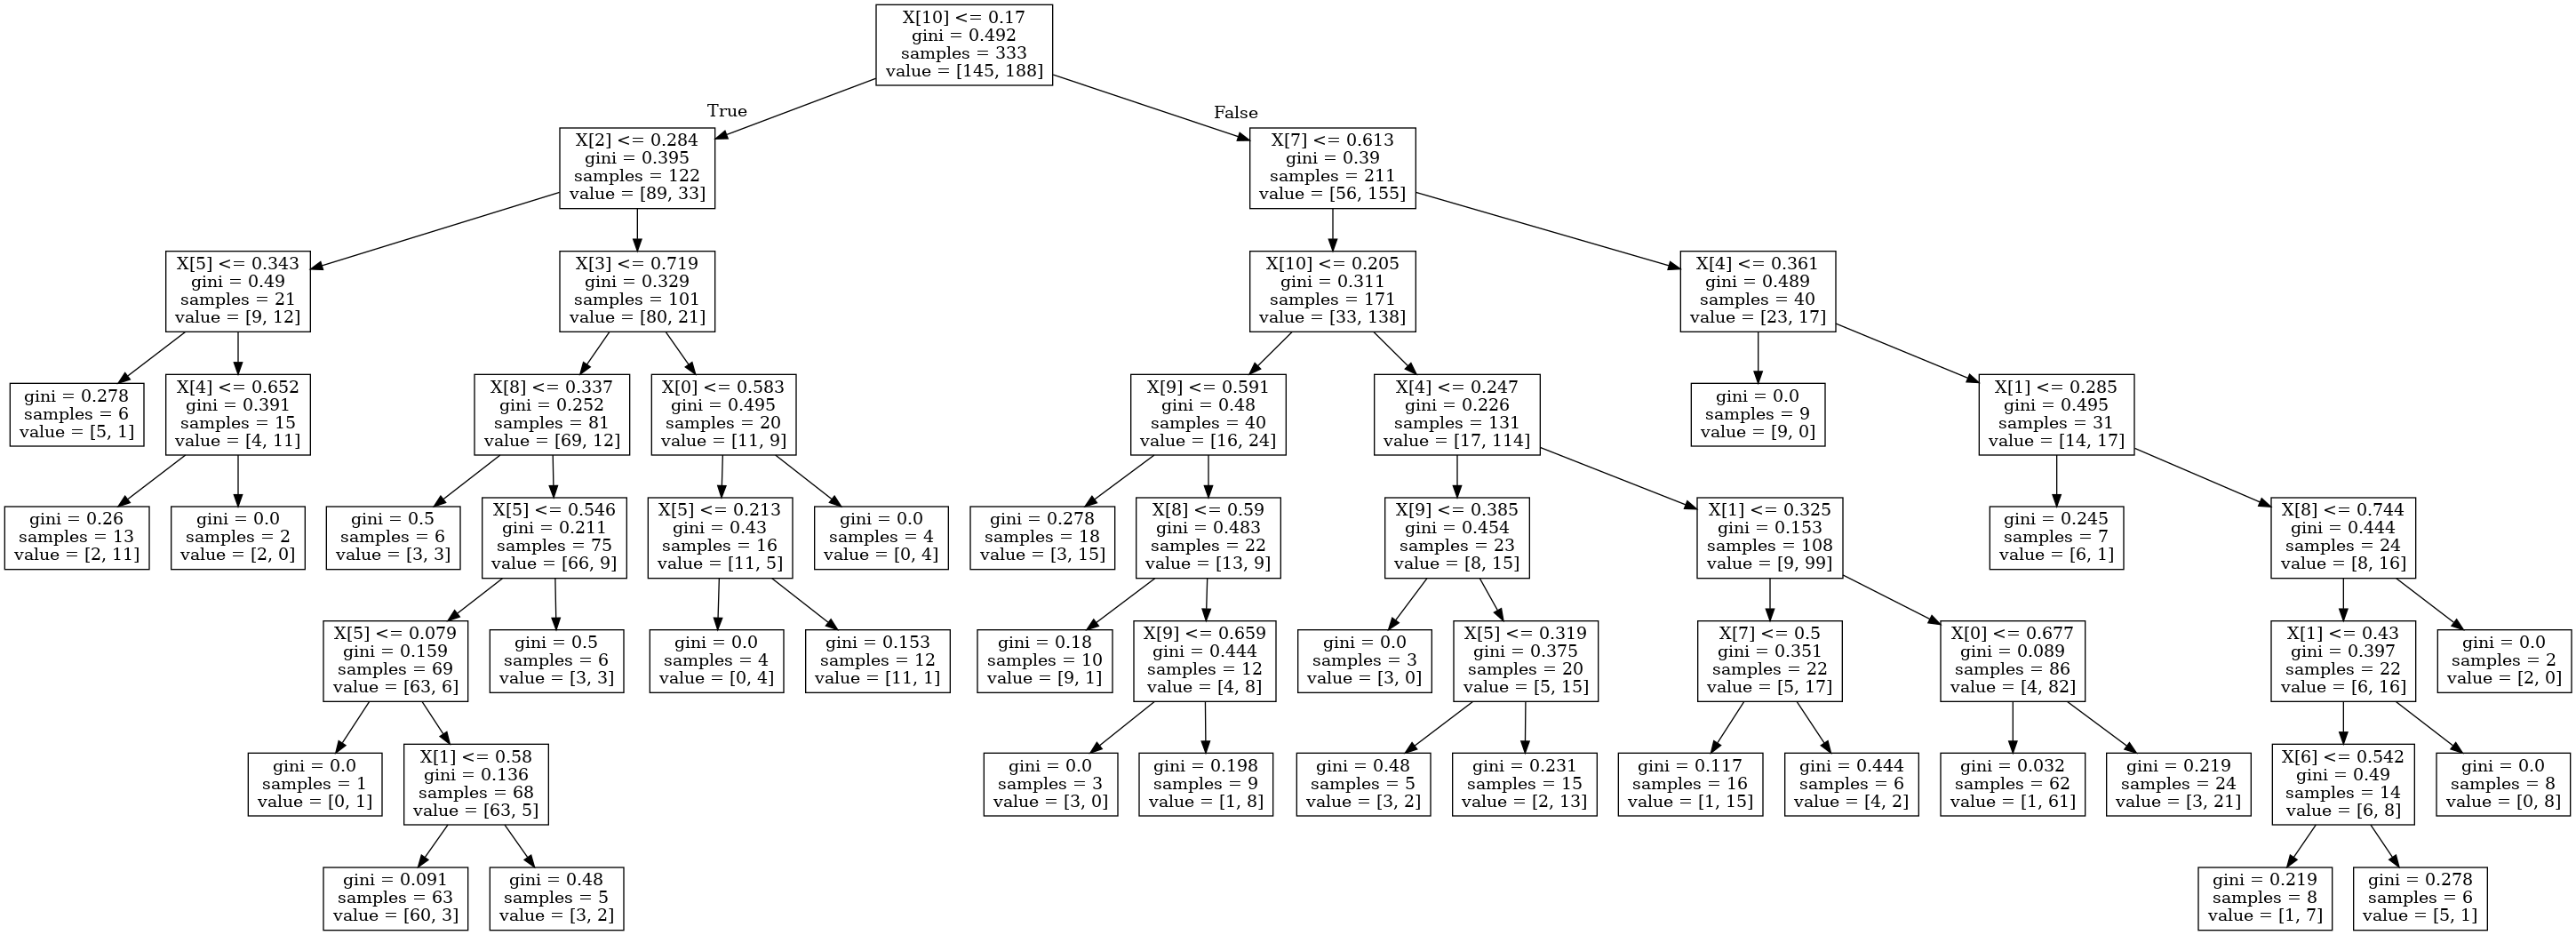 X[10] <= 0.17
gini = 0.492
samples = 333
value = [145, 188]
True
False
X[2] <= 0.284
gini = 0.395
samples = 122
value = [89, 33]
X[7] <= 0.613
gini = 0.39
samples = 211
value = [56, 155]
X[5] <= 0.343
gini = 0.49
samples = 21
value = [9, 12]
X[3] <= 0.719
gini = 0.329
samples = 101
value = [80, 21]
X[10] <= 0.205
gini = 0.311
samples = 171
value = [33, 138]
X[4] <= 0.361
gini = 0.489
samples = 40
value = [23, 17]
gini = 0.278
samples = 6
value = [5, 1]
X[4] <= 0.652
gini = 0.391
samples = 15
value = [4, 11]
X[8] <= 0.337
gini = 0.252
samples = 81
value = [69, 12]
X[0] <= 0.583
gini = 0.495
samples = 20
value = [11, 9]
X[9] <= 0.591
gini = 0.48
samples = 40
value = [16, 24]
X[4] <= 0.247
gini = 0.226
samples = 131
value = [17, 114]
gini = 0.0
samples = 9
value = [9, 0]
X[1] <= 0.285
gini = 0.495
samples = 31
value = [14, 17]
gini = 0.26
samples = 13
value = [2, 11]
gini = 0.0
samples = 2
value = [2, 0]
gini = 0.5
samples = 6
value = [3, 3]
X[5] <= 0.546
gini = 0.211
samples = 75
value = [66, 9]
X[5] <= 0.213
gini = 0.43
samples = 16
value = [11, 5]
gini = 0.0
samples = 4
value = [0, 4]
gini = 0.278
samples = 18
value = [3, 15]
X[8] <= 0.59
gini = 0.483
samples = 22
value = [13, 9]
X[9] <= 0.385
gini = 0.454
samples = 23
value = [8, 15]
X[1] <= 0.325
gini = 0.153
samples = 108
value = [9, 99]
gini = 0.245
samples = 7
value = [6, 1]
X[8] <= 0.744
gini = 0.444
samples = 24
value = [8, 16]
X[5] <= 0.079
gini = 0.159
samples = 69
value = [63, 6]
gini = 0.5
samples = 6
value = [3, 3]
gini = 0.0
samples = 4
value = [0, 4]
gini = 0.153
samples = 12
value = [11, 1]
gini = 0.18
samples = 10
value = [9, 1]
X[9] <= 0.659
gini = 0.444
samples = 12
value = [4, 8]
gini = 0.0
samples = 3
value = [3, 0]
X[5] <= 0.319
gini = 0.375
samples = 20
value = [5, 15]
X[7] <= 0.5
gini = 0.351
samples = 22
value = [5, 17]
X[0] <= 0.677
gini = 0.089
samples = 86
value = [4, 82]
X[1] <= 0.43
gini = 0.397
samples = 22
value = [6, 16]
gini = 0.0
samples = 2
value = [2, 0]
gini = 0.0
samples = 1
value = [0, 1]
X[1] <= 0.58
gini = 0.136
samples = 68
value = [63, 5]
gini = 0.0
samples = 3
value = [3, 0]
gini = 0.198
samples = 9
value = [1, 8]
gini = 0.48
samples = 5
value = [3, 2]
gini = 0.231
samples = 15
value = [2, 13]
gini = 0.117
samples = 16
value = [1, 15]
gini = 0.444
samples = 6
value = [4, 2]
gini = 0.032
samples = 62
value = [1, 61]
gini = 0.219
samples = 24
value = [3, 21]
X[6] <= 0.542
gini = 0.49
samples = 14
value = [6, 8]
gini = 0.0
samples = 8
value = [0, 8]
gini = 0.091
samples = 63
value = [60, 3]
gini = 0.48
samples = 5
value = [3, 2]
gini = 0.219
samples = 8
value = [1, 7]
gini = 0.278
samples = 6
value = [5, 1]